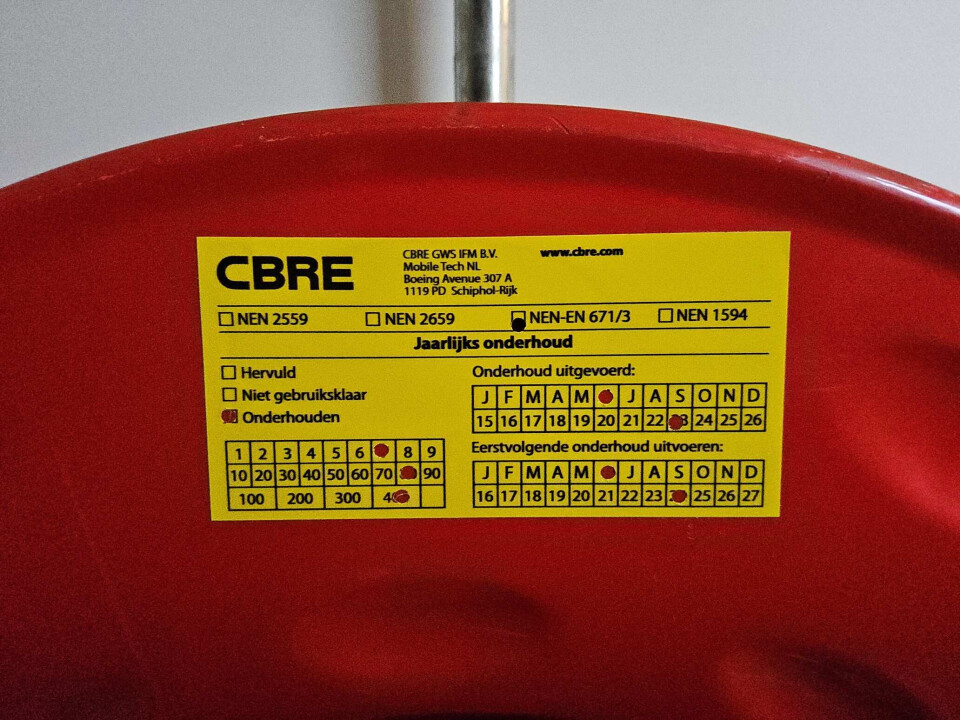 CBRE
CBRE GWS IFM B.V.
Mobile Tech NL
Boeing Avenue 307 A
1119 PD Schiphol-Rijk
www.cbre.com
NEN 2559 NEN 2659 NEN-EN 671/3 NEN 1594
Jaarlijks onderhoud
Hervuld
Niet gebruiksklaar
Onderhouden
1 2 3 4 5 6 8 9
10 20 30 40 50 60 70 90
100 200 300
Onderhoud uitgevoerd:
J F M A M J A S O N D
15 16 17 18 19 20 21 22 24 25 26
Eerstvolgende onderhoud uitvoeren:
J F M A M J A S O N D
16 17 18 19 20 21 22 23 25 26 27